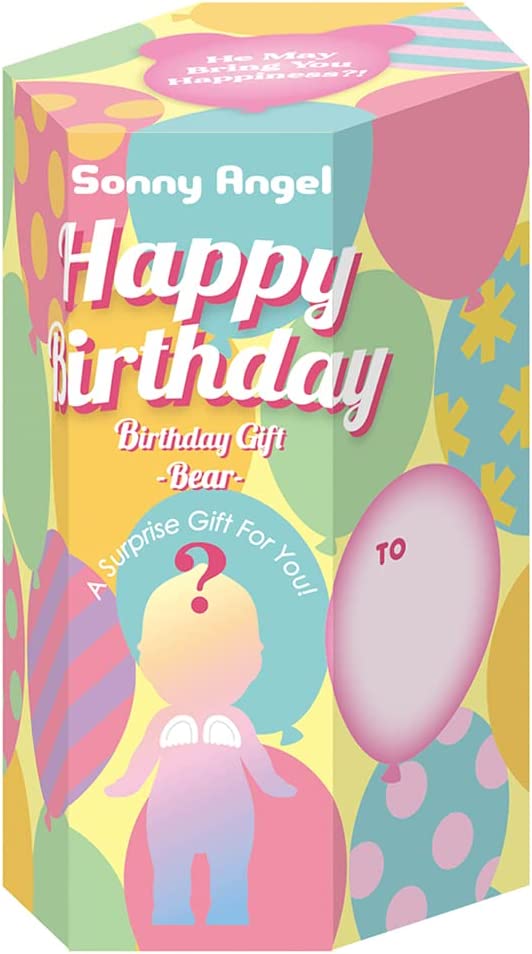 He May
Bring You
Happiness?!
Sonny Angel
Happy
Birthday
Birthday Gift
-Bear-
A Surprise Gift For You!
?
TO